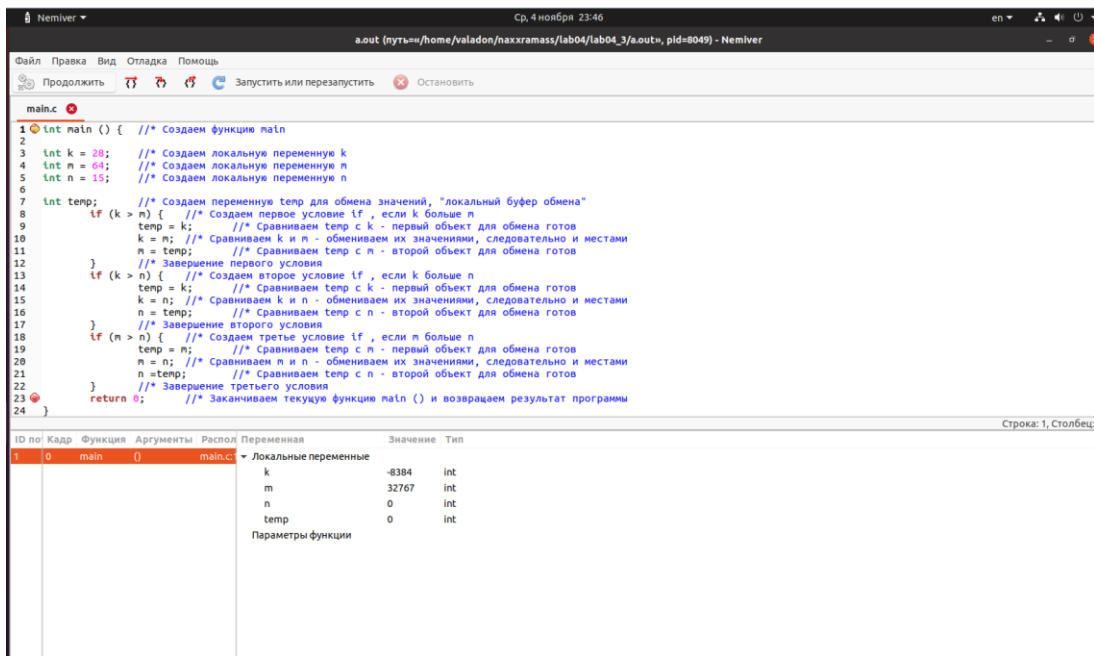 Nemiver
Ср, 4 ноября 23:46
en
a.out (путь=«/home/valadon/naxxramass/lab04/lab04_3/a.out», pid=8049) - Nemiver
Файл Правка Вид Отладка Помощь
Продолжить Запустить или перезапустить Остановить
main.c
1 int main () { //* Создаем функцию main
2
3 int k = 28; //* Создаем локальную переменную k
4 int m = 64; //* Создаем локальную переменную m
5 int n = 15; //* Создаем локальную переменную n
6
7 int temp; //* Создаем переменную temp для обмена значений, "локальный буфер обмена"
8 if (k > m) { //* Создаем первое условие if , если k больше m
9 temp = k; //* Сравниваем temp с k - первый объект для обмена готов
10 k = m; //* Сравниваем k и m - обмениваем их значениями, следовательно и местами
11 m = temp; //* Сравниваем temp с m - второй объект для обмена готов
12 } //* Завершение первого условия
13 if (k > n) { //* Создаем второе условие if , если k больше n
14 temp = k; //* Сравниваем temp с k - первый объект для обмена готов
15 k = n; //* Сравниваем k и n - обмениваем их значениями, следовательно и местами
16 n = temp; //* Сравниваем temp с n - второй объект для обмена готов
17 } //* Завершение второго условия
18 if (m > n) { //* Создаем третье условие if , если m больше n
19 temp = m; //* Сравниваем temp с m - первый объект для обмена готов
20 m = n; //* Сравниваем m и n - обмениваем их значениями, следовательно и местами
21 n =temp; //* Сравниваем temp с n - второй объект для обмена готов
22 } //* Завершение третьего условия
23 return 0; //* Заканчиваем текущую функцию main () и возвращаем результат программы
24 }
Строка: 1, Столбец:
ID по Кадр Функция Аргументы Распол Переменная Значение Тип
1 0 main () main.c:1 Локальные переменные
k -8384 int
m 32767 int
n 0 int
temp 0 int
Параметры функции